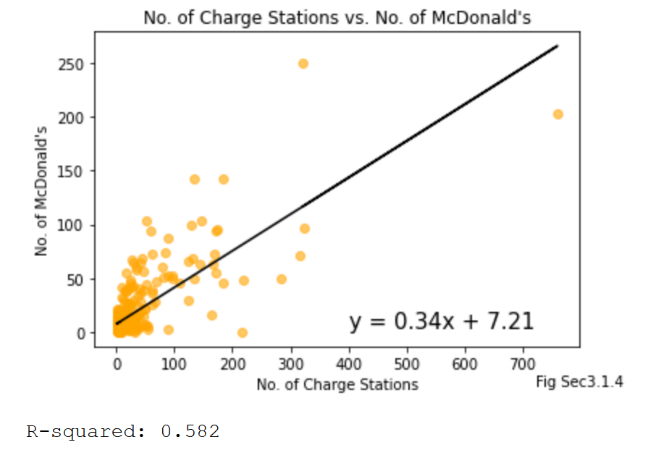 No. of Charge Stations vs. No. of McDonald's
250
200
150
100
50
0
No. of McDonald's
y = 0.34x + 7.21
0 100 200 300 400 500 600 700
No. of Charge Stations
Fig Sec3.1.4
R-squared: 0.582